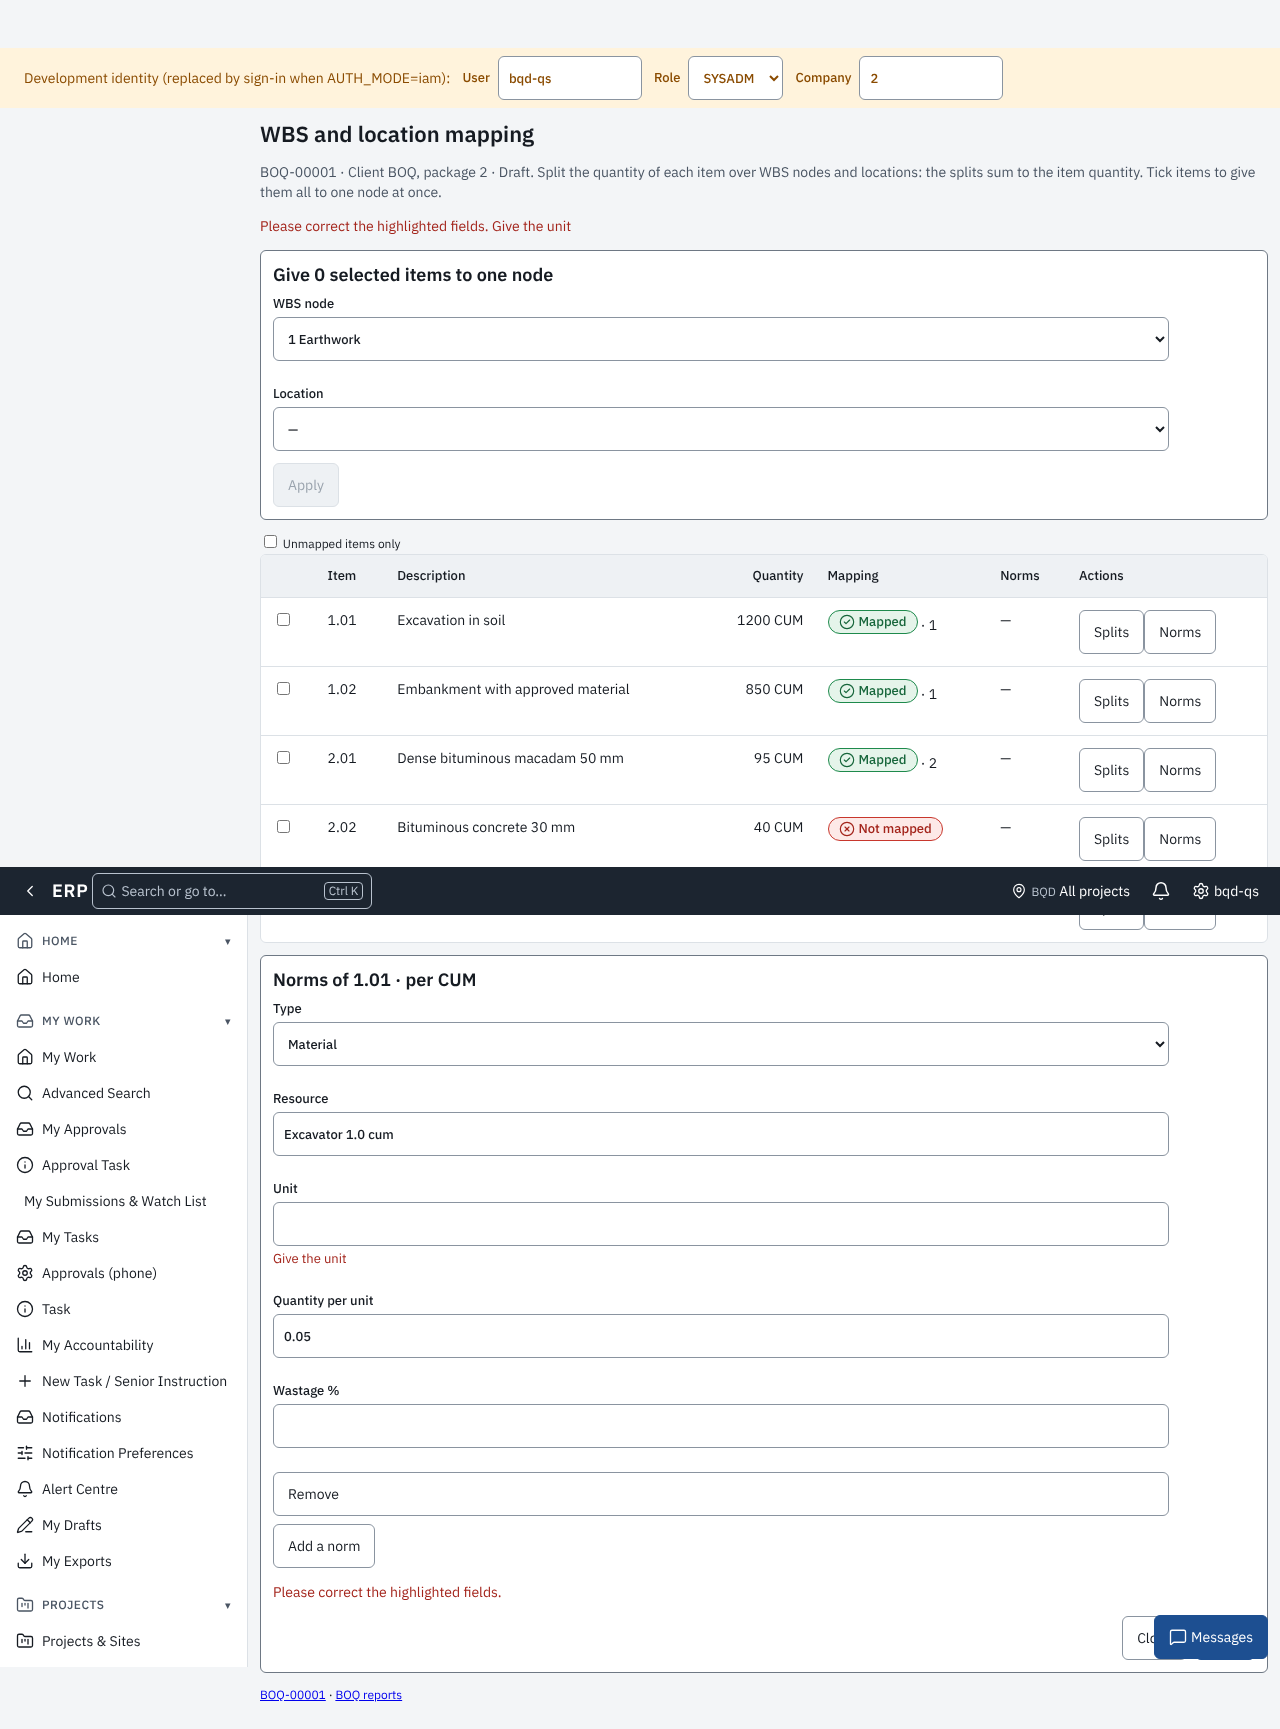 Development identity (replaced by sign-in when AUTH_MODE=iam): User bqd-qs Role SYSADM Company 2
WBS and location mapping
BOQ-00001 · Client BOQ, package 2 · Draft. Split the quantity of each item over WBS nodes and locations: the splits sum to the item quantity. Tick items to give
them all to one node at once.
Please correct the highlighted fields. Give the unit
Give 0 selected items to one node
WBS node
1 Earthwork
Location
—
Apply
Unmapped items only
Item Description Quantity Mapping Norms Actions
1.01 Excavation in soil 1200 CUM Mapped · 1 — Splits Norms
1.02 Embankment with approved material 850 CUM Mapped · 1 — Splits Norms
2.01 Dense bituminous macadam 50 mm 95 CUM Mapped · 2 — Splits Norms
2.02 Bituminous concrete 30 mm 40 CUM Not mapped — Splits Norms
ERP Search or go to... Ctrl K BQD All projects bqd-qs
HOME
Home
MY WORK
My Work
Advanced Search
My Approvals
Approval Task
My Submissions & Watch List
My Tasks
Approvals (phone)
Task
My Accountability
New Task / Senior Instruction
Notifications
Notification Preferences
Alert Centre
My Drafts
My Exports
PROJECTS
Projects & Sites
Norms of 1.01 · per CUM
Type
Material
Resource
Excavator 1.0 cum
Unit
Give the unit
Quantity per unit
0.05
Wastage %
Remove
Add a norm
Please correct the highlighted fields.
Messages
BOQ-00001 · BOQ reports